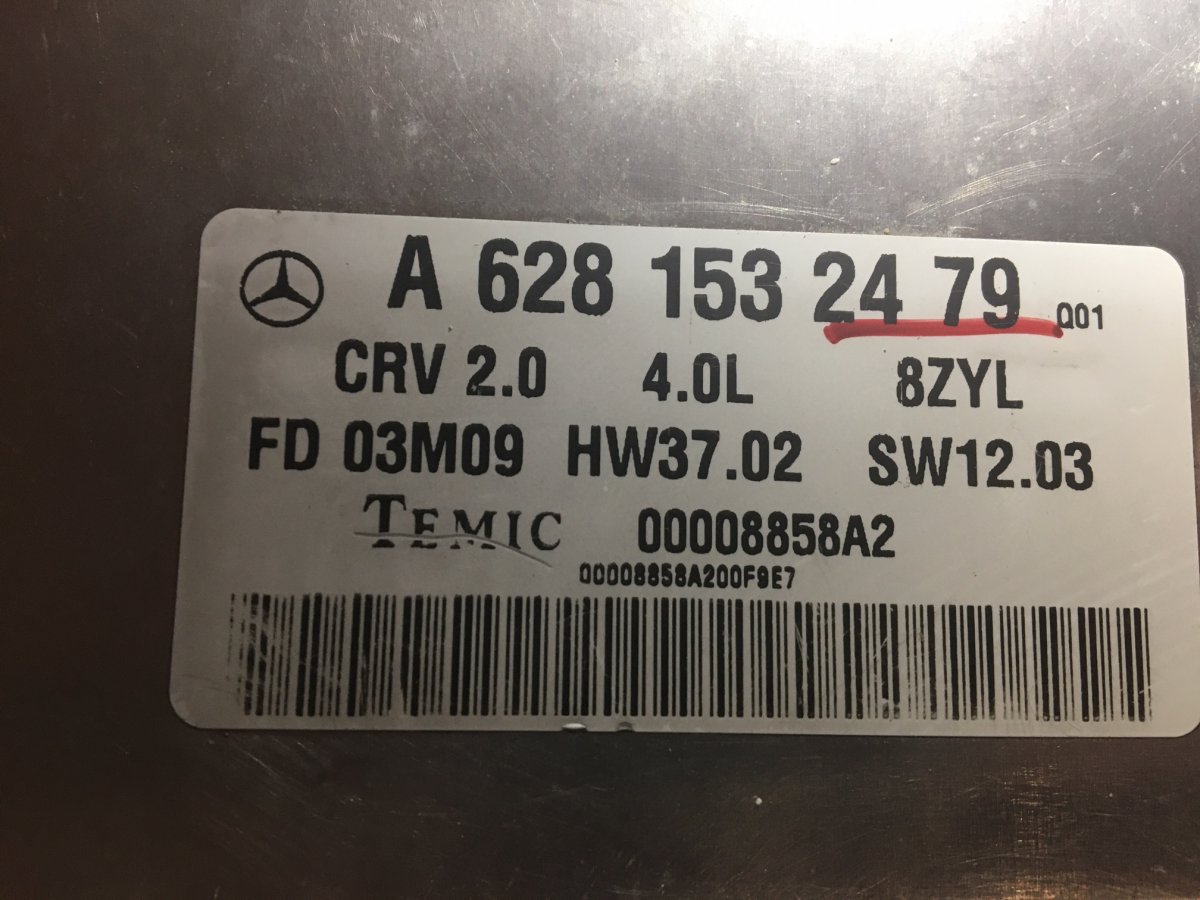 A 628 153 24 79 Q01
CRV 2.0 4.0L 8ZYL
FD 03M09 HW37.02 SW12.03
TEMIC 00008858A2
00008858A200F9E7